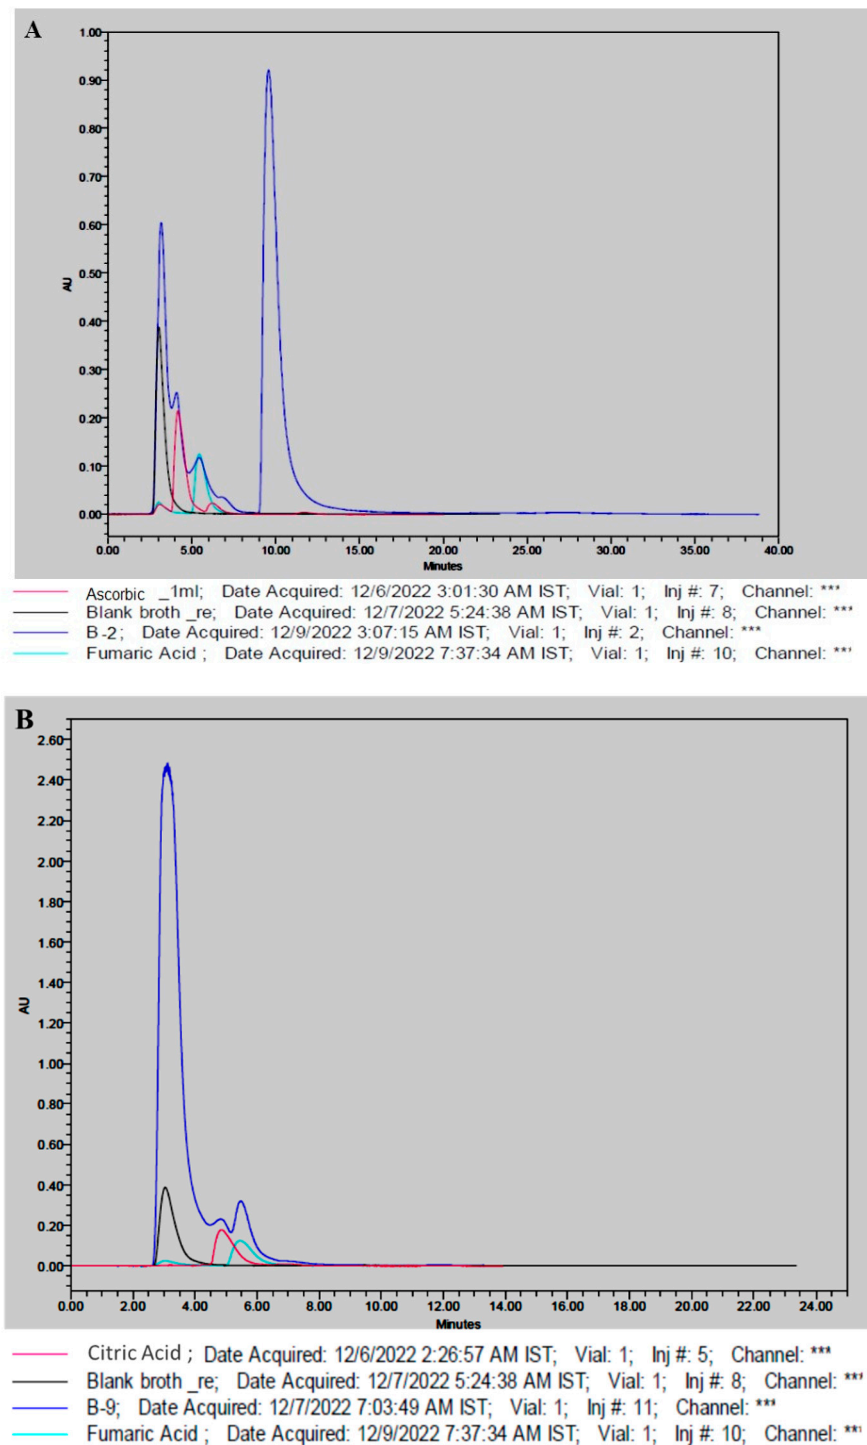 A
1.00
0.90
0.80
0.70
0.60
0.50
0.40
0.30
0.20
0.10
0.00
AU
0.00 5.00 10.00 15.00 20.00 25.00 30.00 35.00 40.00
Minutes
Ascorbic _1ml; Date Acquired: 12/6/2022 3:01:30 AM IST; Vial: 1; Inj #: 7; Channel: ***
Blank broth _re; Date Acquired: 12/7/2022 5:24:38 AM IST; Vial: 1; Inj #: 8; Channel: ***
B-2; Date Acquired: 12/9/2022 3:07:15 AM IST; Vial: 1; Inj #: 2; Channel: ***
Fumaric Acid ; Date Acquired: 12/9/2022 7:37:34 AM IST; Vial: 1; Inj #: 10; Channel: **'
B
2.60
2.40
2.20
2.00
1.80
1.60
1.40
1.20
1.00
0.80
0.60
0.40
0.20
0.00
AU
0.00 2.00 4.00 6.00 8.00 10.00 12.00 14.00 16.00 18.00 20.00 22.00 24.00
Minutes
Citric Acid ; Date Acquired: 12/6/2022 2:26:57 AM IST; Vial: 1; Inj #: 5; Channel: ***
Blank broth _re; Date Acquired: 12/7/2022 5:24:38 AM IST; Vial: 1; Inj #: 8; Channel: **'
B-9; Date Acquired: 12/7/2022 7:03:49 AM IST; Vial: 1; Inj #: 11; Channel: ***
Fumaric Acid ; Date Acquired: 12/9/2022 7:37:34 AM IST; Vial: 1; Inj #: 10; Channel: **'